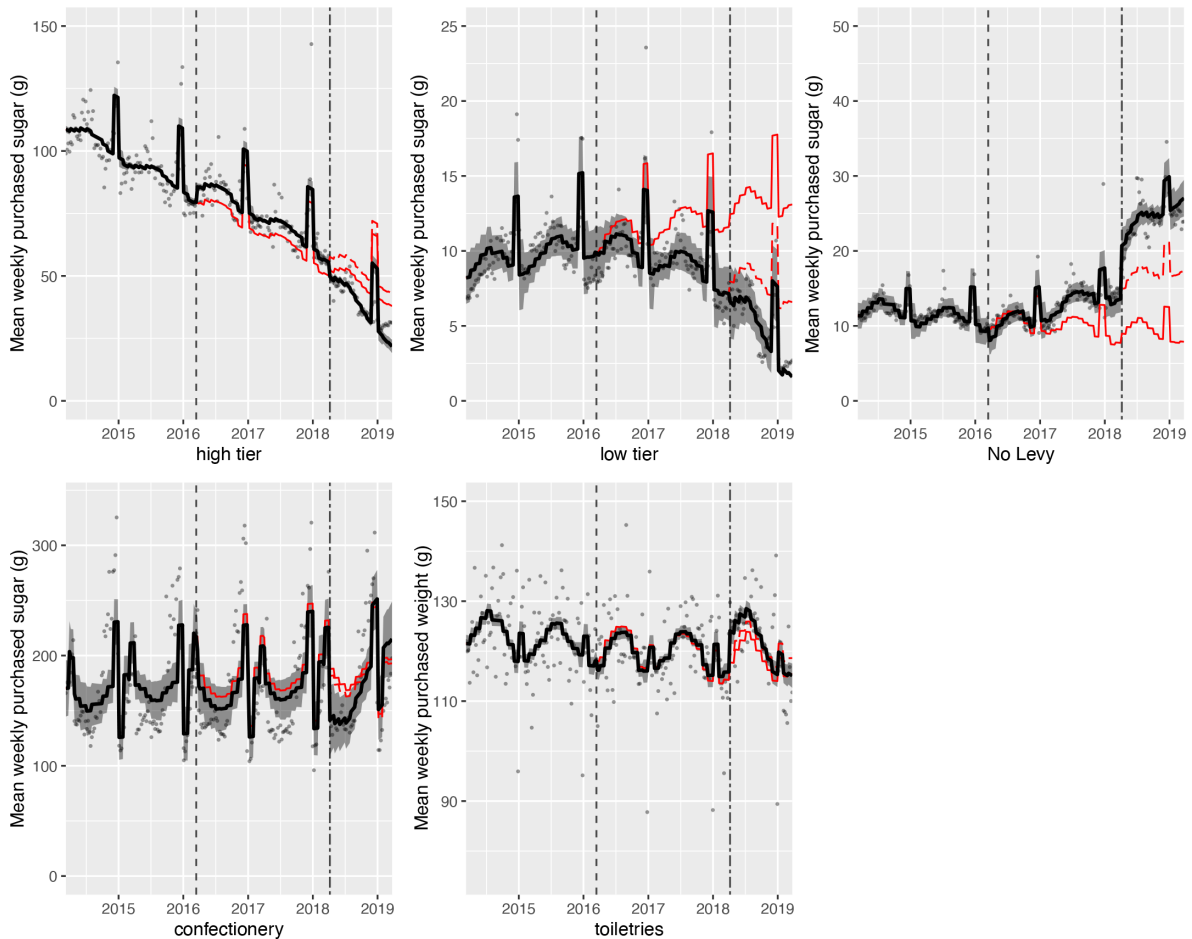 Mean weekly purchased sugar (g)
150
100
50
0
2015 2016 2017 2018 2019
high tier
Mean weekly purchased sugar (g)
25
20
15
10
5
0
2015 2016 2017 2018 2019
low tier
Mean weekly purchased sugar (g)
50
40
30
20
10
0
2015 2016 2017 2018 2019
No Levy
Mean weekly purchased sugar (g)
300
200
100
0
2015 2016 2017 2018 2019
confectionery
Mean weekly purchased weight (g)
150
130
110
90
2015 2016 2017 2018 2019
toiletries